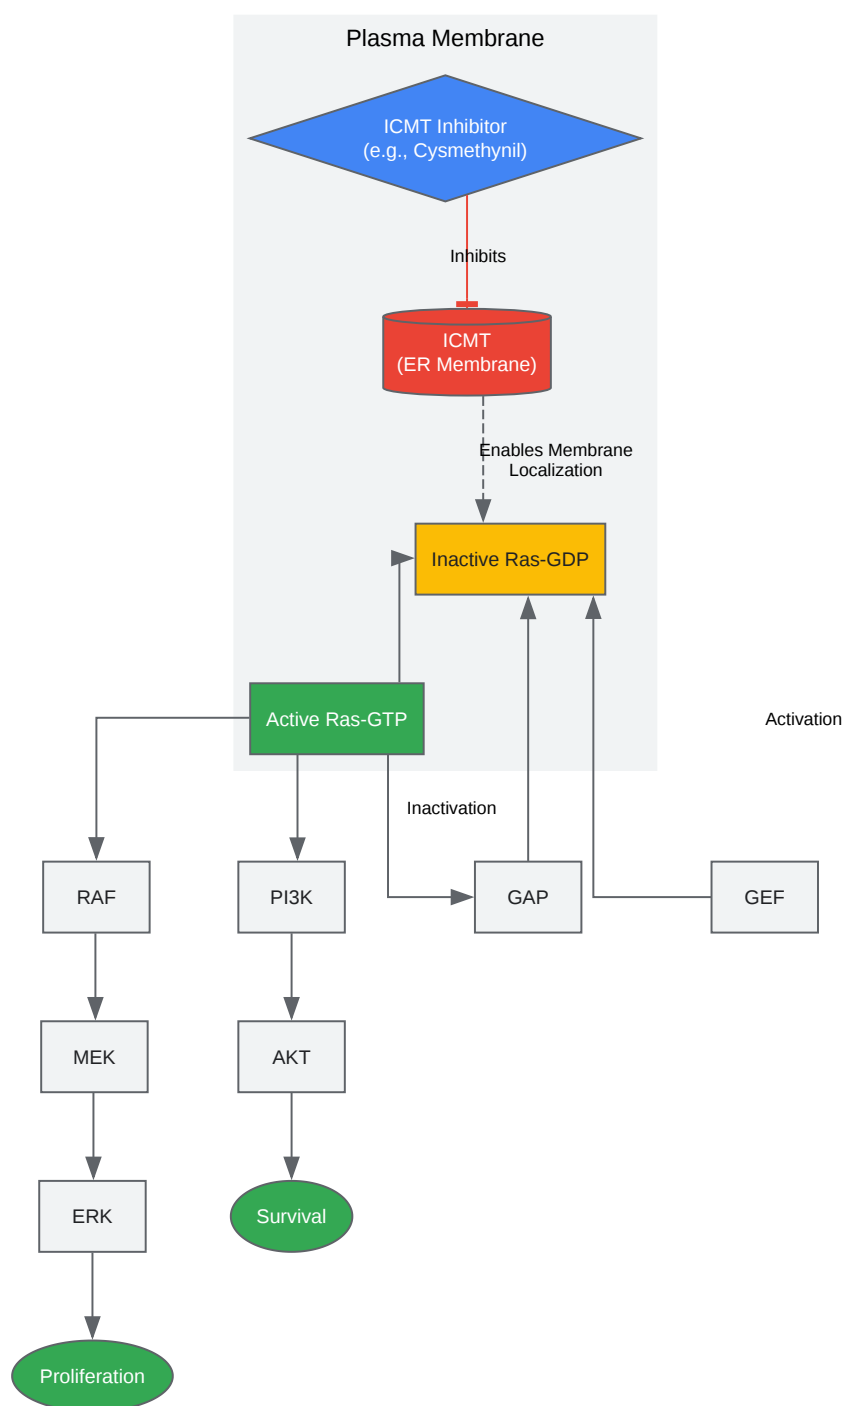 Plasma Membrane
ICMT Inhibitor
(e.g., Cysmethynil)
Inhibits
ICMT
(ER Membrane)
Enables Membrane
Localization
Inactive Ras-GDP
Active Ras-GTP
Activation
Inactivation
RAF
PI3K
GAP
GEF
MEK
AKT
ERK
Survival
Proliferation